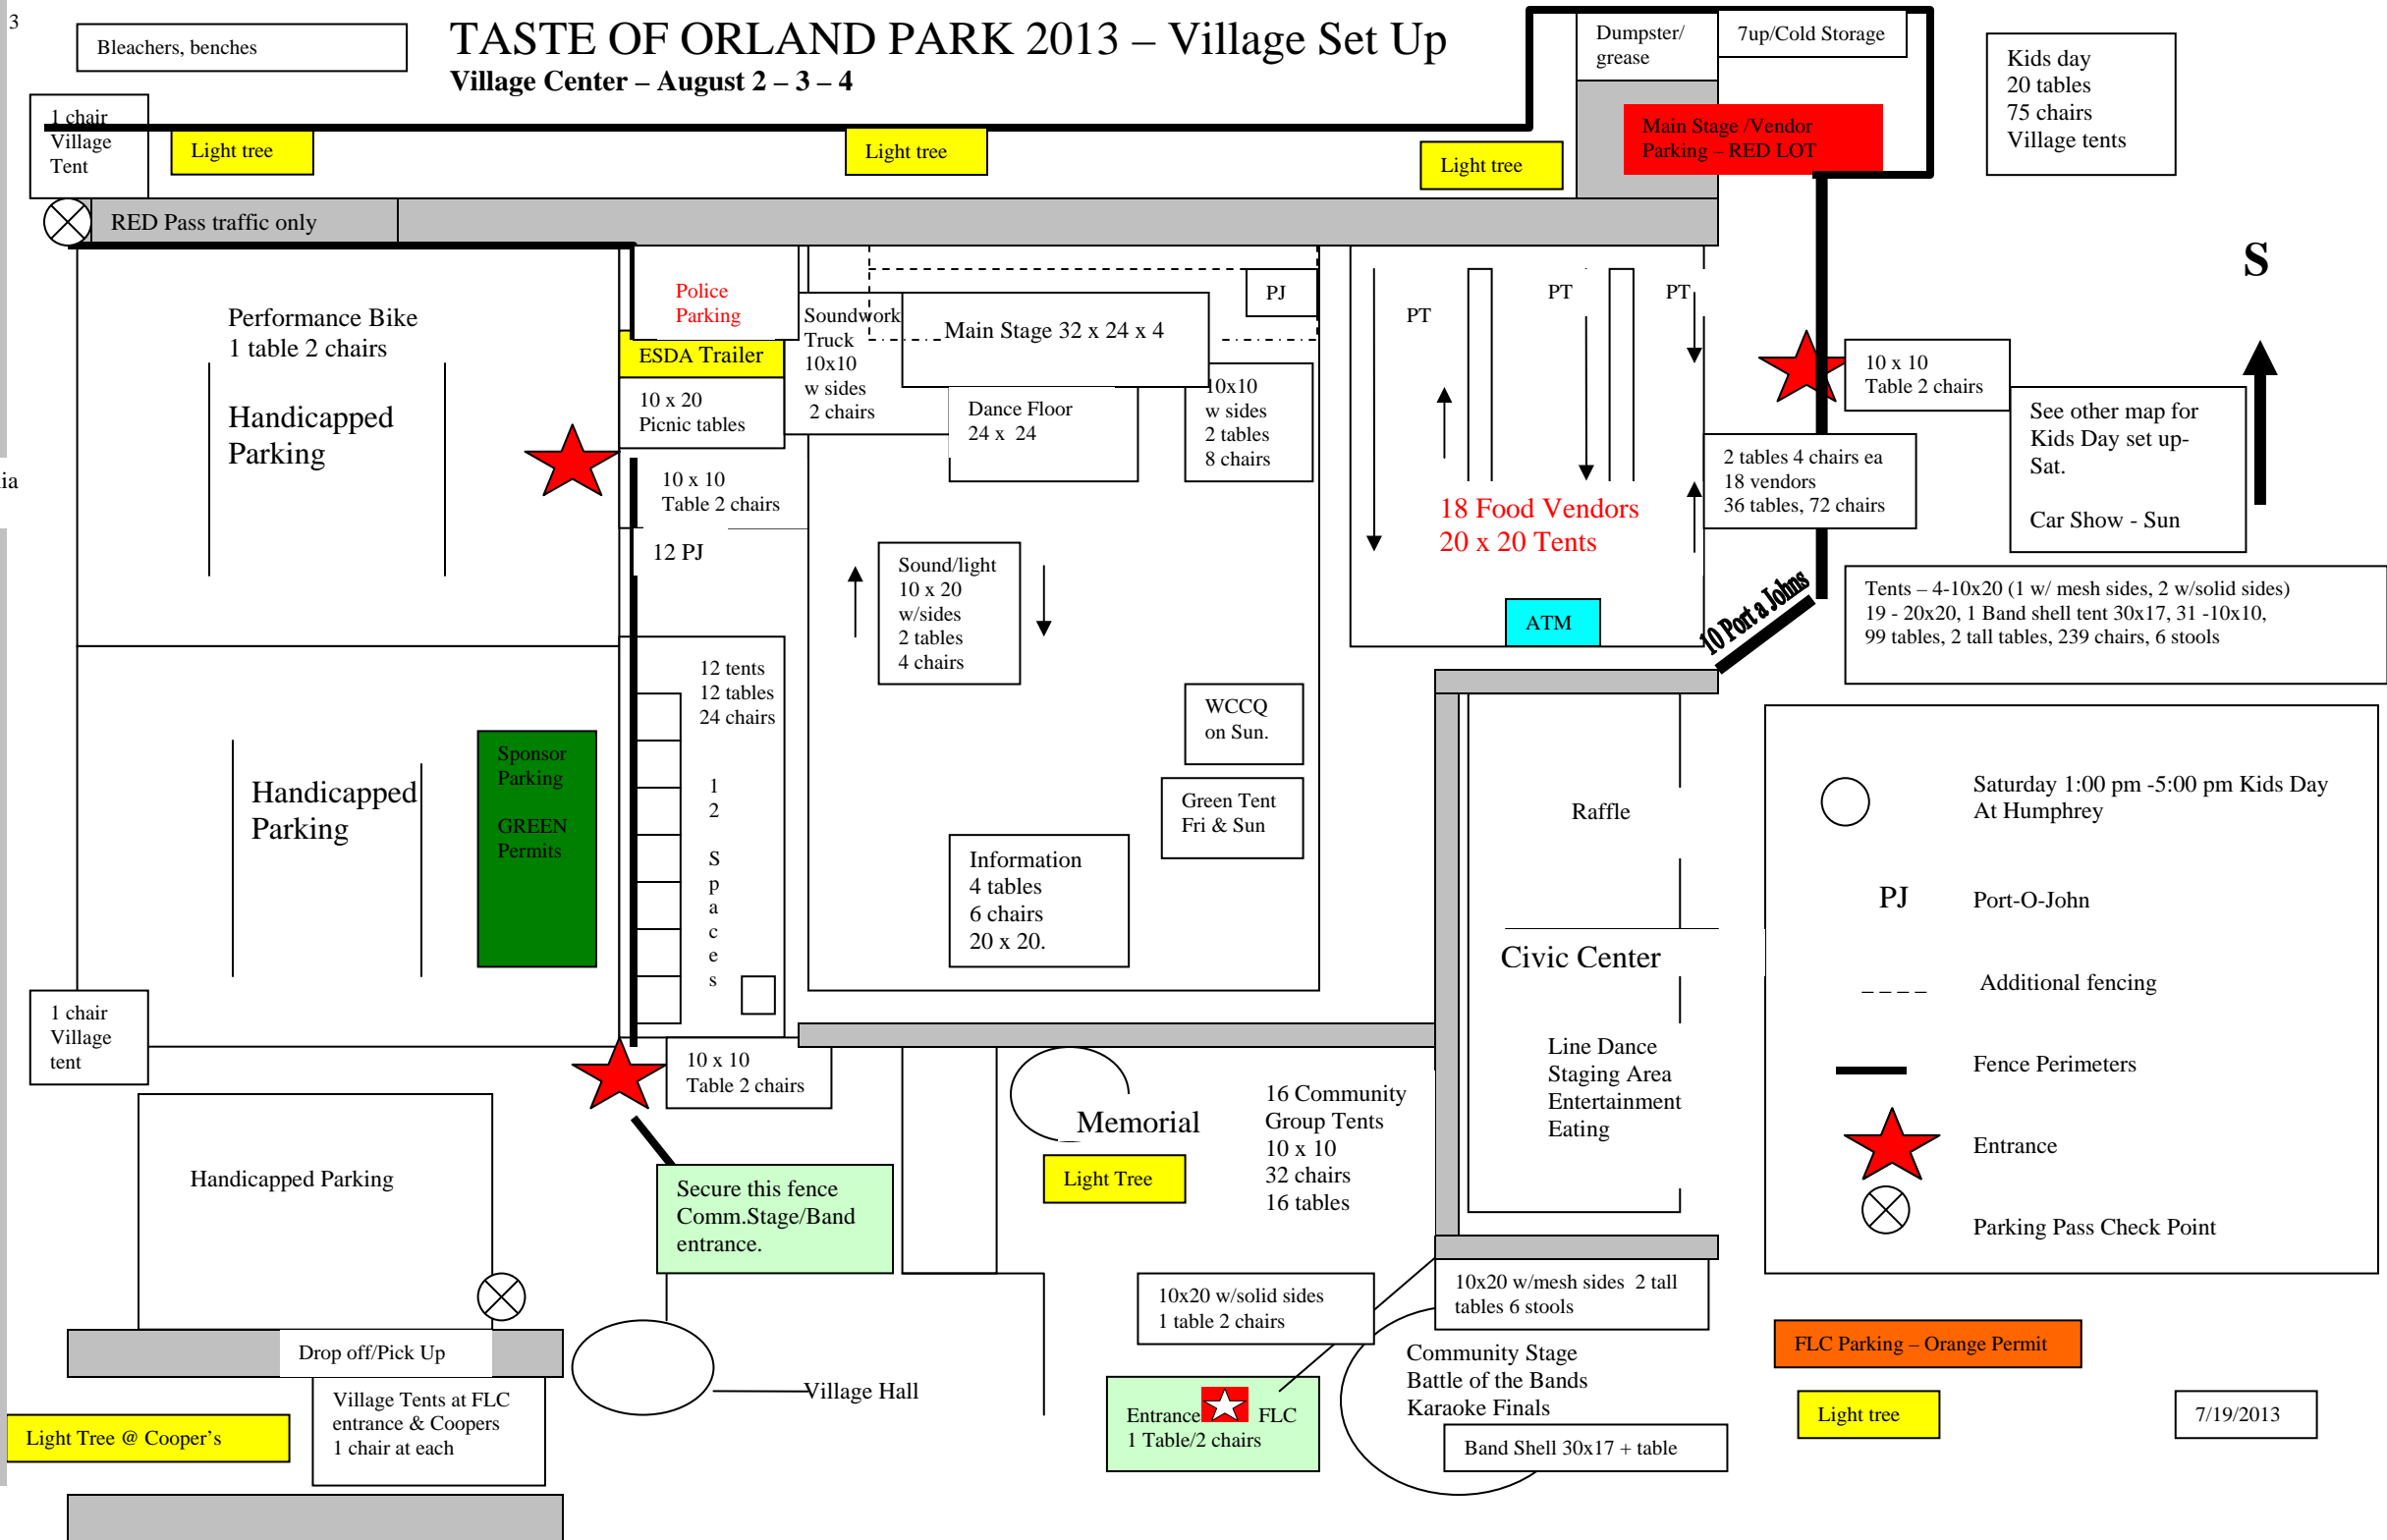 3
Bleachers, benches
TASTE OF ORLAND PARK 2013 – Village Set Up
Village Center – August 2 – 3 – 4
Dumpster/
grease
7up/Cold Storage
Kids day
20 tables
75 chairs
Village tents
1 chair
Village
Tent
Light tree
Light tree
Light tree
Main Stage /Vendor
Parking – RED LOT
RED Pass traffic only
S
Performance Bike
1 table 2 chairs
Handicapped
Parking
Police
Parking
ESDA Trailer
10 x 20
Picnic tables
10 x 10
Table 2 chairs
12 PJ
Soundwork
Truck
10x10
w sides
2 chairs
Main Stage 32 x 24 x 4
PJ
Dance Floor
24 x 24
10x10
w sides
2 tables
8 chairs
PT
PT
PT
18 Food Vendors
20 x 20 Tents
ATM
10 x 10
Table 2 chairs
2 tables 4 chairs ea
18 vendors
36 tables, 72 chairs
See other map for
Kids Day set up-
Sat.
Car Show - Sun
ia
10 Port a Johns
Tents – 4-10x20 (1 w/ mesh sides, 2 w/solid sides)
19 - 20x20, 1 Band shell tent 30x17, 31 -10x10,
99 tables, 2 tall tables, 239 chairs, 6 stools
Sound/light
10 x 20
w/sides
2 tables
4 chairs
12 tents
12 tables
24 chairs
12 Spaces
Handicapped
Parking
Sponsor
Parking
GREEN
Permits
WCCQ
on Sun.
Green Tent
Fri & Sun
Information
4 tables
6 chairs
20 x 20.
Raffle
Civic Center
Line Dance
Staging Area
Entertainment
Eating
Saturday 1:00 pm -5:00 pm Kids Day
At Humphrey
PJ Port-O-John
_ _ _ _ Additional fencing
Fence Perimeters
Entrance
Parking Pass Check Point
1 chair
Village
tent
10 x 10
Table 2 chairs
Handicapped Parking
Secure this fence
Comm.Stage/Band
entrance.
Memorial
Light Tree
16 Community
Group Tents
10 x 10
32 chairs
16 tables
10x20 w/solid sides
1 table 2 chairs
10x20 w/mesh sides 2 tall
tables 6 stools
Drop off/Pick Up
Village Hall
Village Tents at FLC
entrance & Coopers
1 chair at each
Light Tree @ Cooper's
Entrance FLC
1 Table/2 chairs
Community Stage
Battle of the Bands
Karaoke Finals
Band Shell 30x17 + table
FLC Parking – Orange Permit
Light tree
7/19/2013